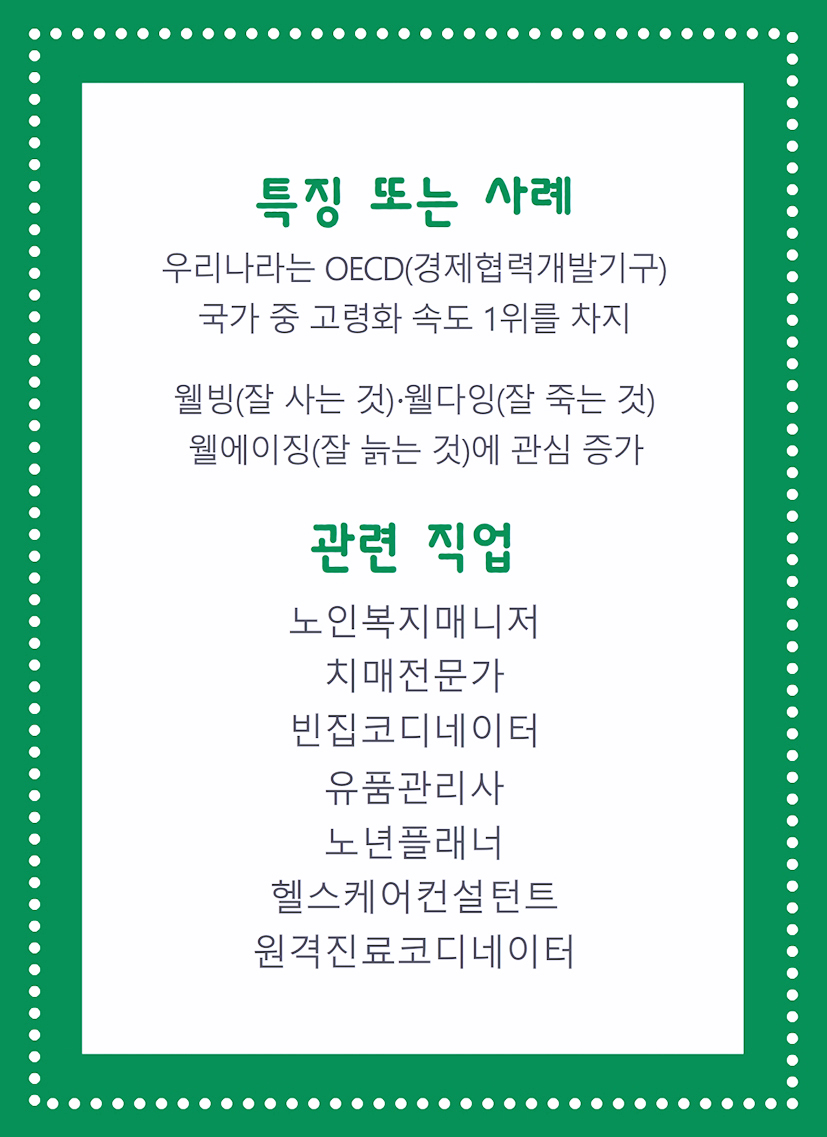 특징 또는 사례
우리나라는 OECD(경제협력개발기구)
국가 중 고령화 속도 1위를 차지
웰빙(잘 사는 것)·웰다잉(잘 죽는 것)
웰에이징(잘 늙는 것)에 관심 증가
관련 직업
노인복지매니저
치매전문가
빈집코디네이터
유품관리사
노년플래너
헬스케어컨설턴트
원격진료코디네이터